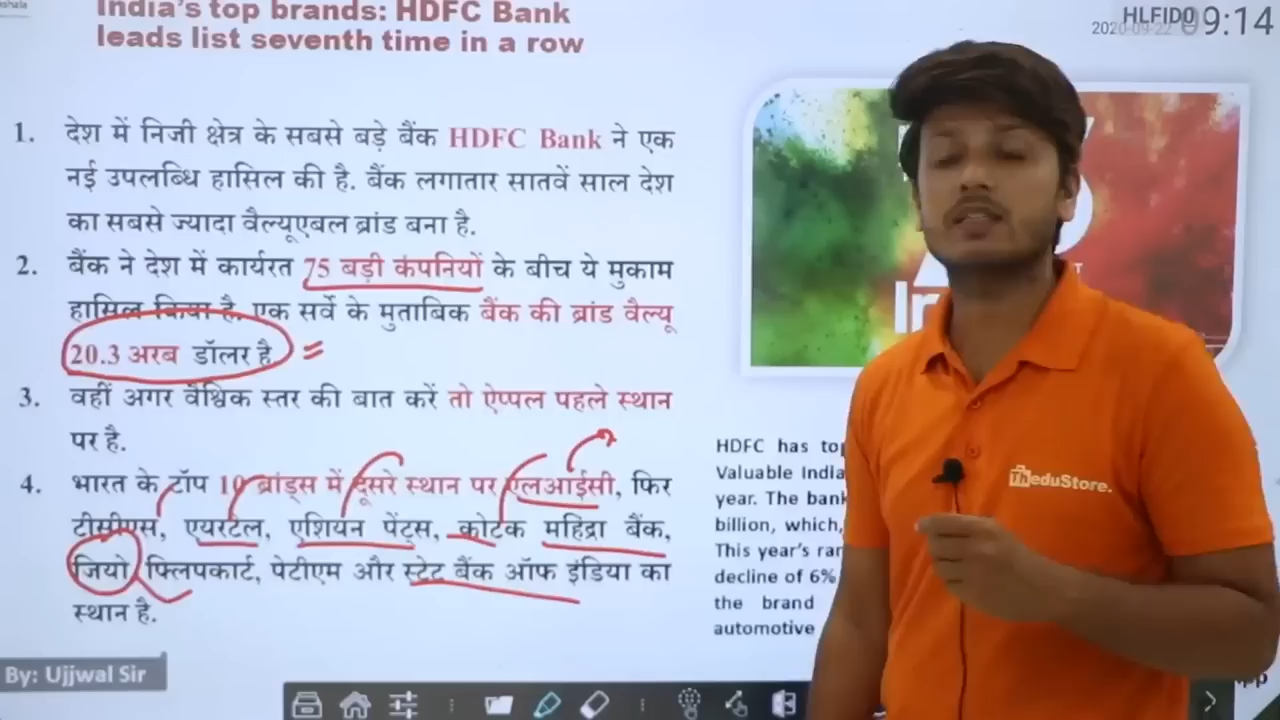 India's top brands: HDFC Bank
leads list seventh time in a row
HLFID0
2020-09-22
09:14
1. देश में निजी क्षेत्र के सबसे बड़े बैंक HDFC Bank ने एक
नई उपलब्धि हासिल की है. बैंक लगातार सातवें साल देश
का सबसे ज्यादा वैल्यूएबल ब्रांड बना है.
2. बैंक ने देश में कार्यरत 75 बड़ी कंपनियों के बीच ये मुकाम
हासिल किया है. एक सर्वे के मुताबिक बैंक की ब्रांड वैल्यू
20.3 अरब डॉलर है
3. वहीं अगर वैश्विक स्तर की बात करें तो ऐप्पल पहले स्थान
पर है.
4. भारत के टॉप 10 ब्रांड्स में दूसरे स्थान पर एलआईसी, फिर
टीसीएस, एयरटेल, एशियन पेंट्स, कोटक महिंद्रा बैंक,
जियो, फ्लिपकार्ट, पेटीएम और स्टेट बैंक ऑफ इंडिया का
स्थान है.
HDFC has
Valuable India
year. The bank
billion, which,
This year's
decline of 6%
the brand
automotive
TheduStore.
By: Ujjwal Sir